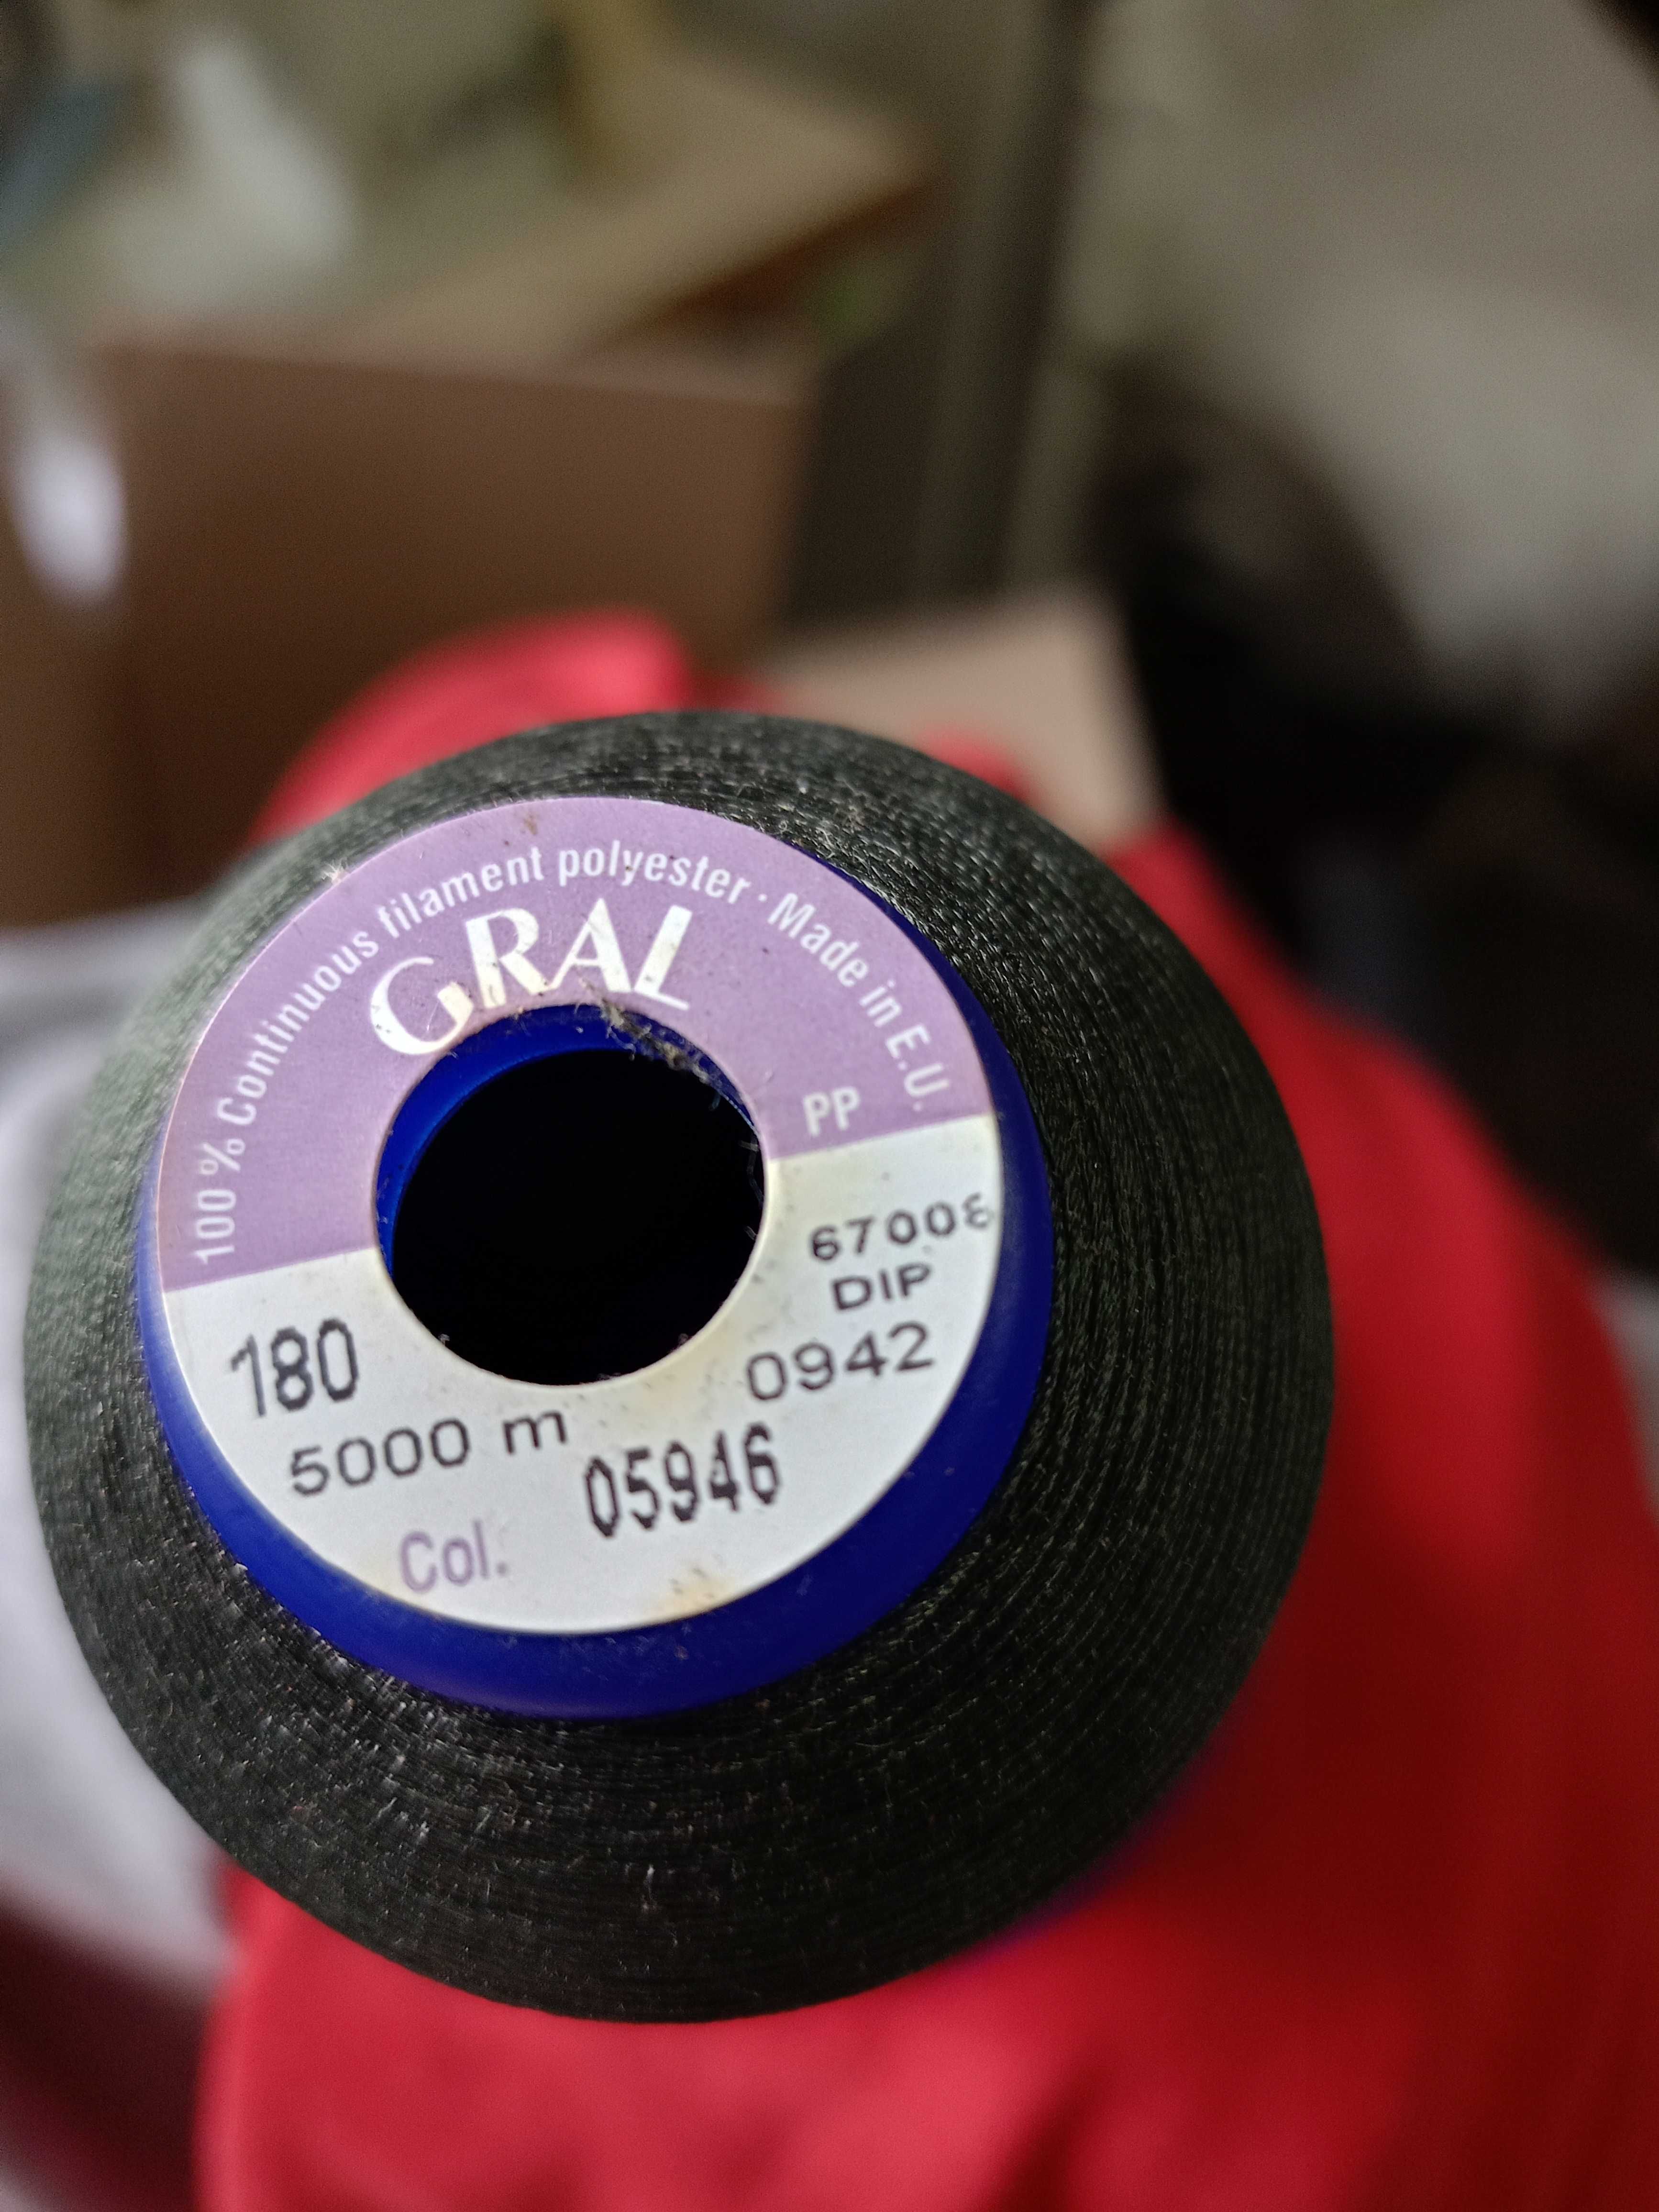 100 % Continuous filament polyester · Made in E.U.
GRAL
PP
67008
DIP
180
0942
5000 m
05946
Col.